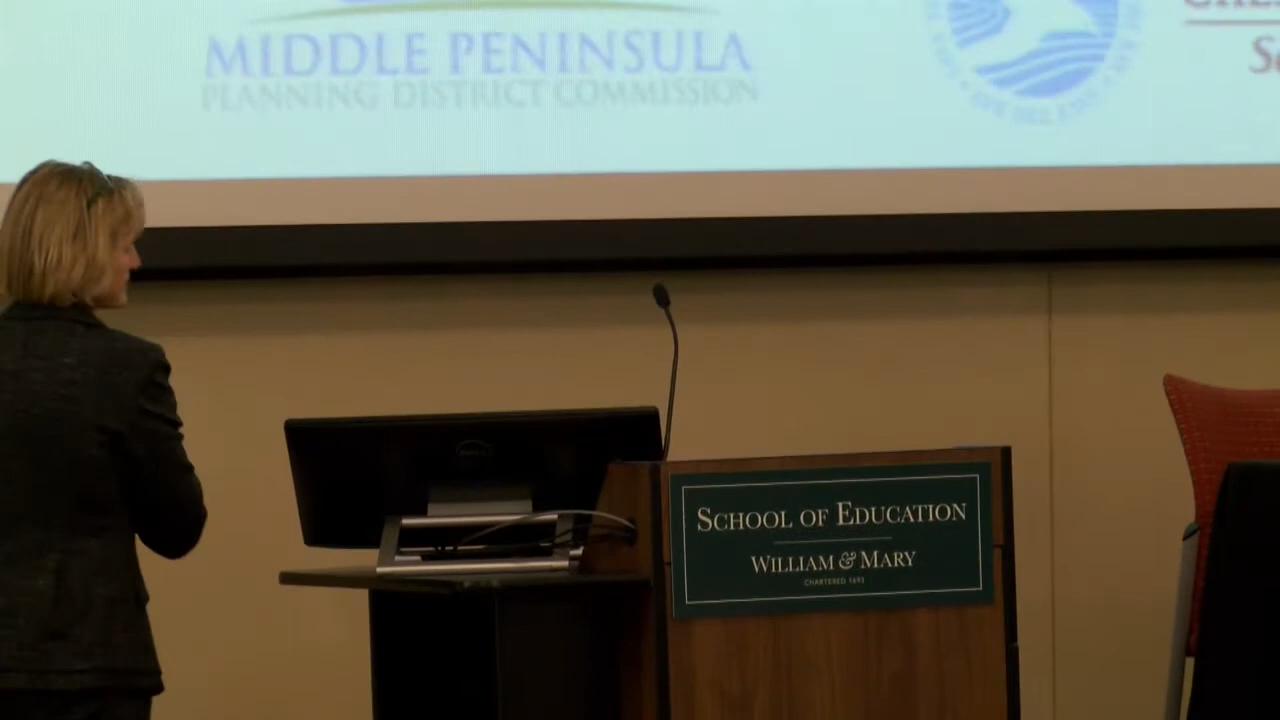 MIDDLE PENINSULA
PLANNING DISTRICT COMMISSION
SCHOOL OF EDUCATION
WILLIAM & MARY
CHARTERED 1693